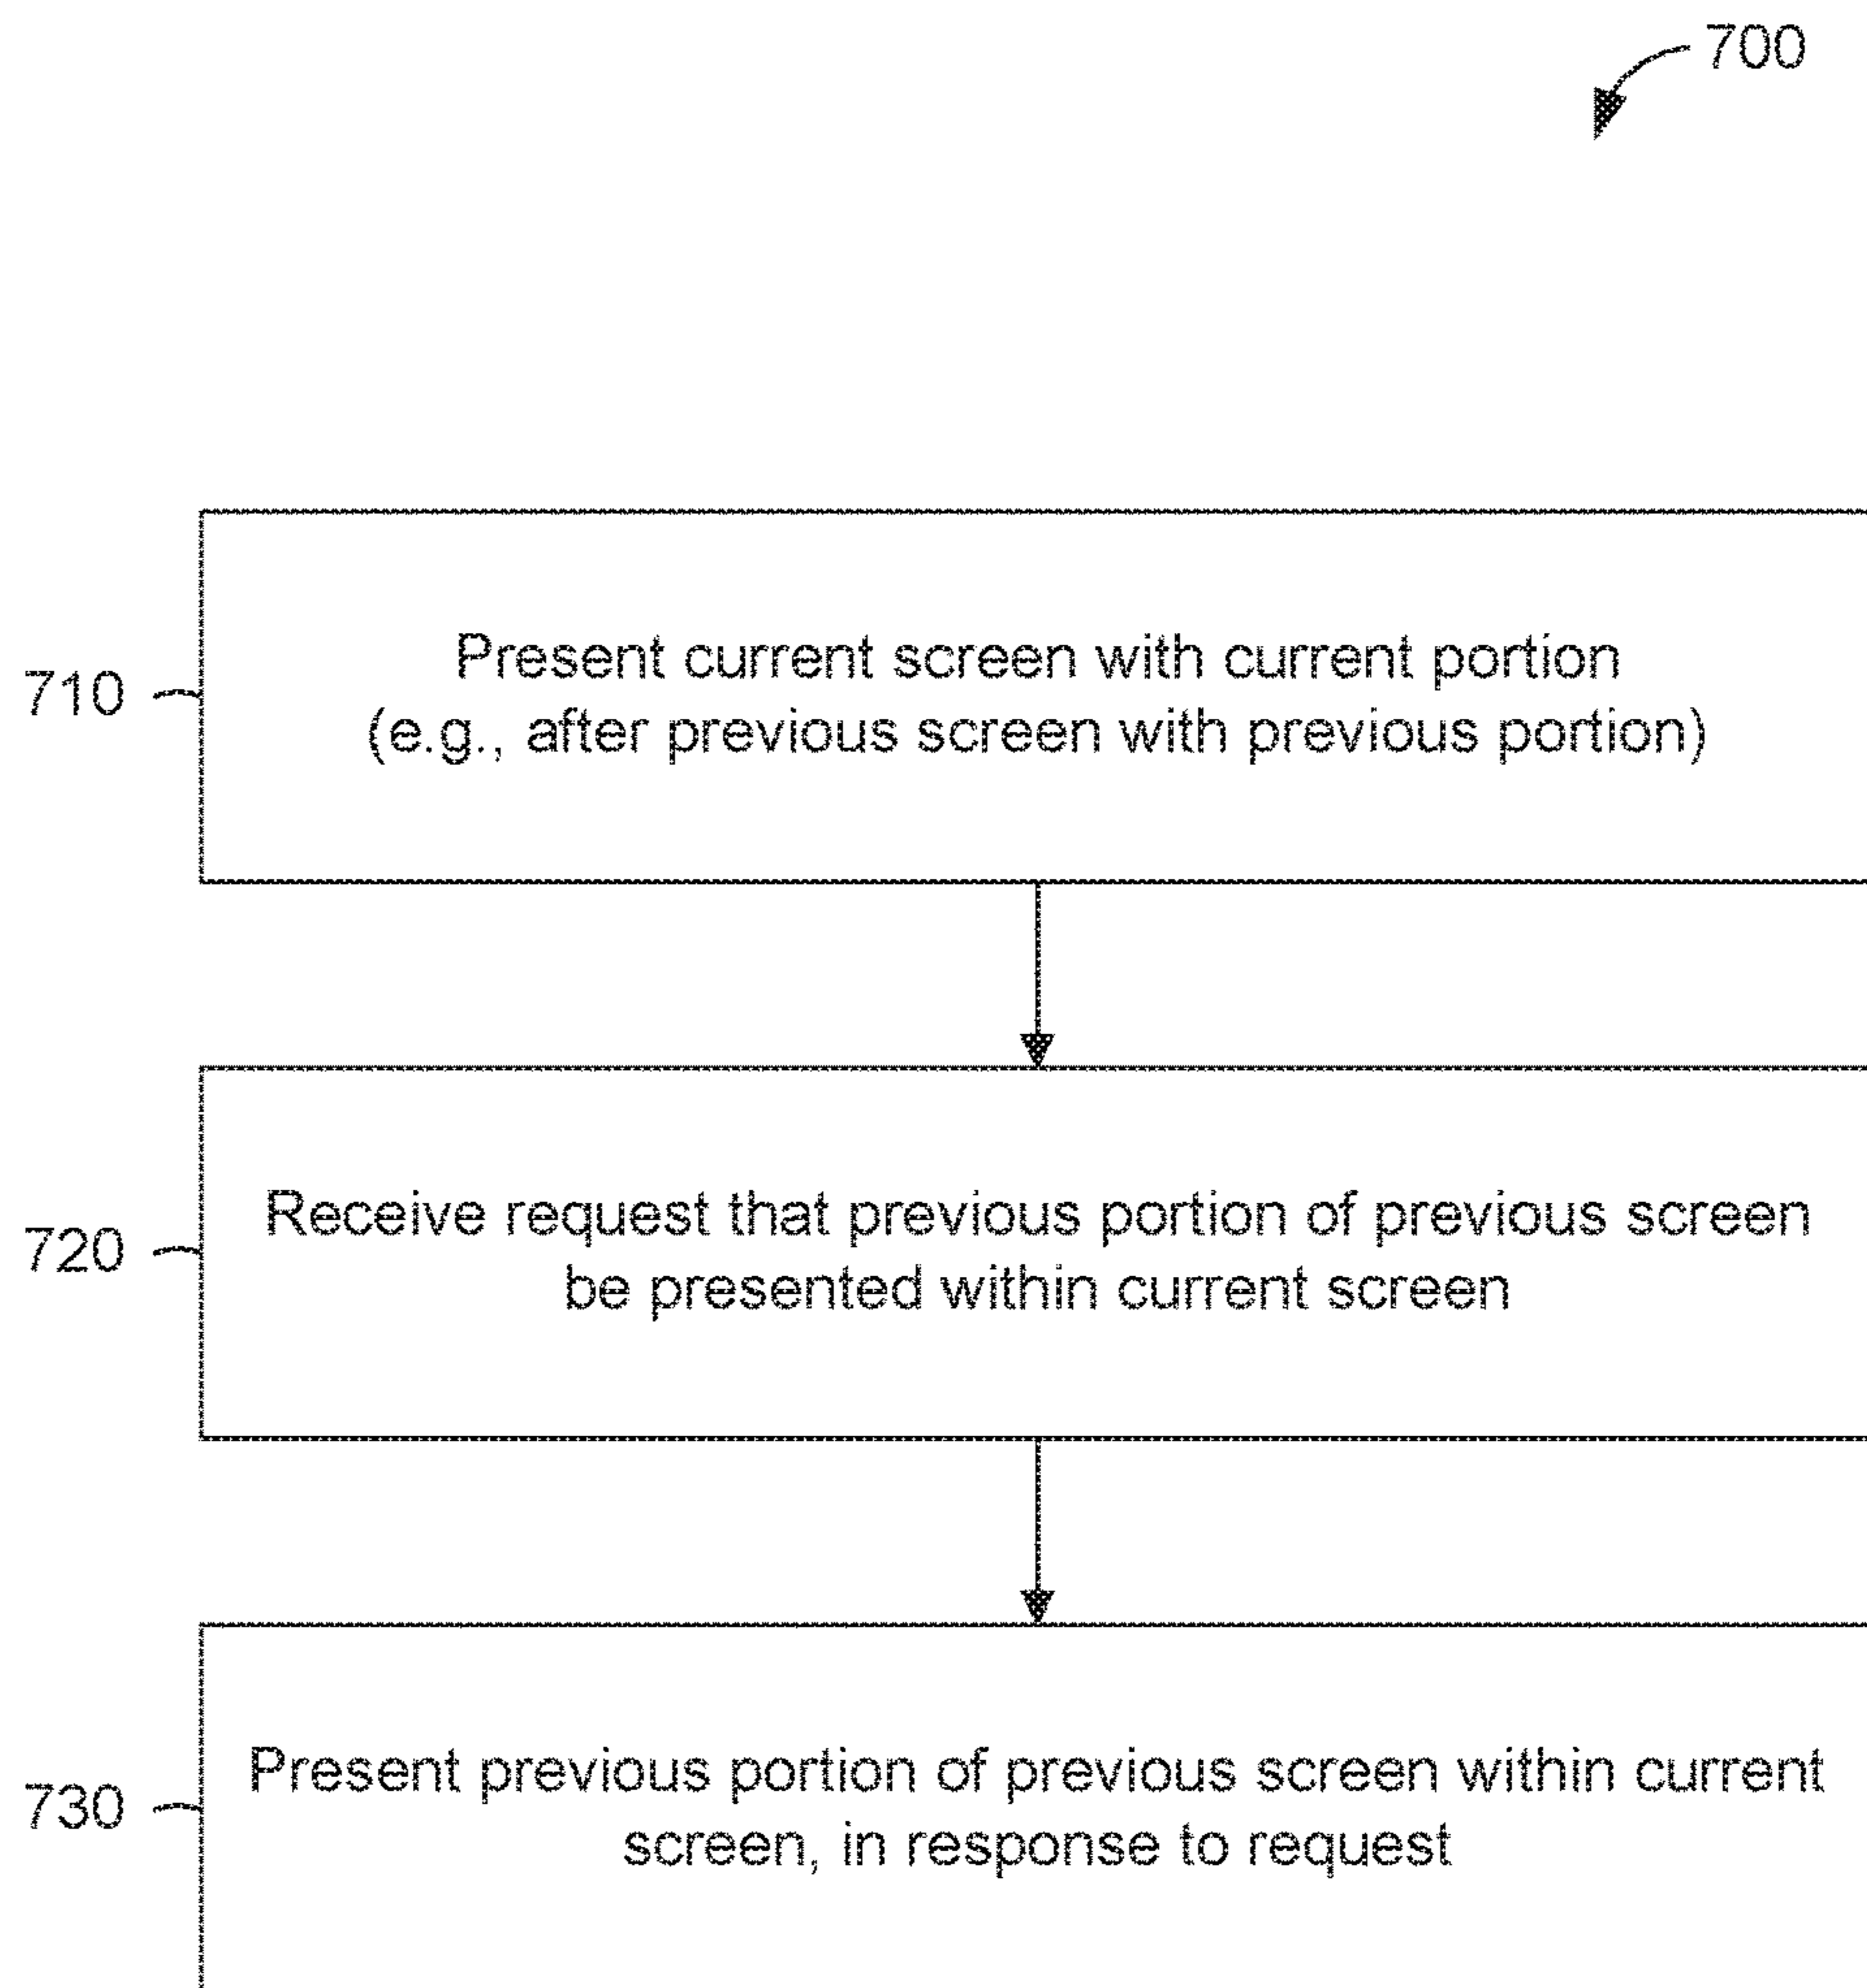 700
710
Present current screen with current portion
(e.g., after previous screen with previous portion)
720
Receive request that previous portion of previous screen
be presented within current screen
730
Present previous portion of previous screen within current
screen, in response to request